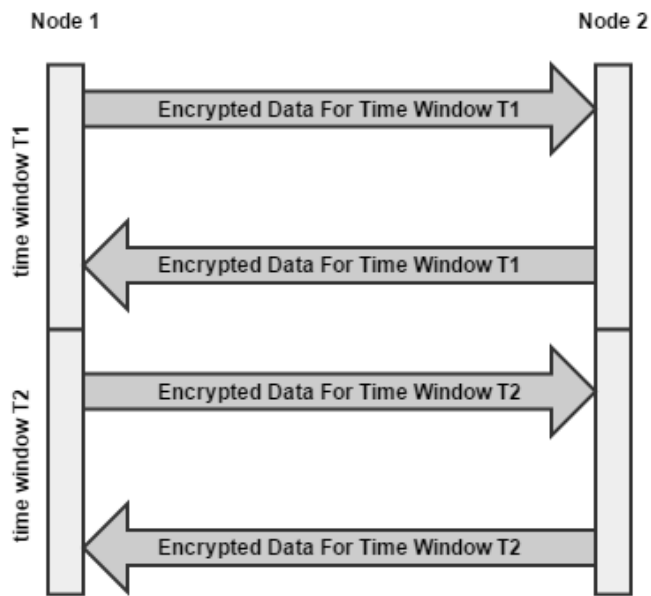 Node 1
Node 2
time window T1
Encrypted Data For Time Window T1
Encrypted Data For Time Window T1
time window T2
Encrypted Data For Time Window T2
Encrypted Data For Time Window T2